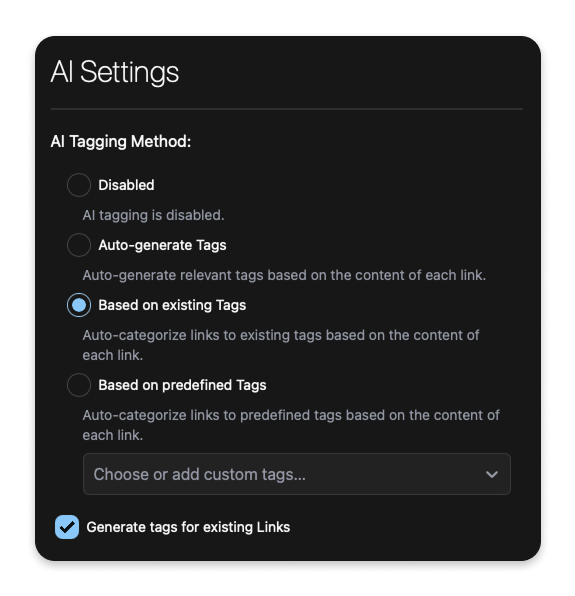 AI Settings
AI Tagging Method:
Disabled
AI tagging is disabled.
Auto-generate Tags
Auto-generate relevant tags based on the content of each link.
Based on existing Tags
Auto-categorize links to existing tags based on the content of
each link.
Based on predefined Tags
Auto-categorize links to predefined tags based on the content of
each link.
Choose or add custom tags...
Generate tags for existing Links